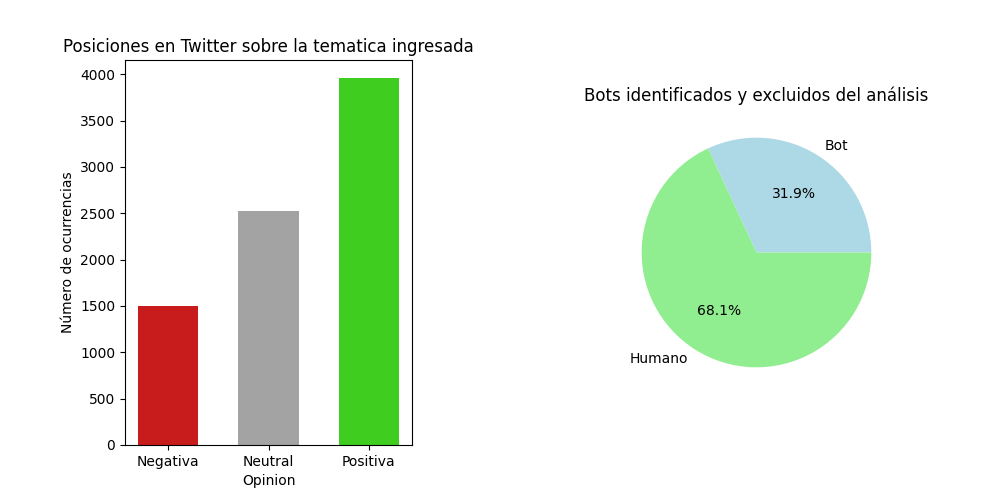 Posiciones en Twitter sobre la tematica ingresada
4000
3500
3000
2500
2000
1500
1000
500
0
Número de ocurrencias
Negativa
Neutral
Positiva
Opinion
Bots identificados y excluidos del análisis
Bot
31.9%
68.1%
Humano